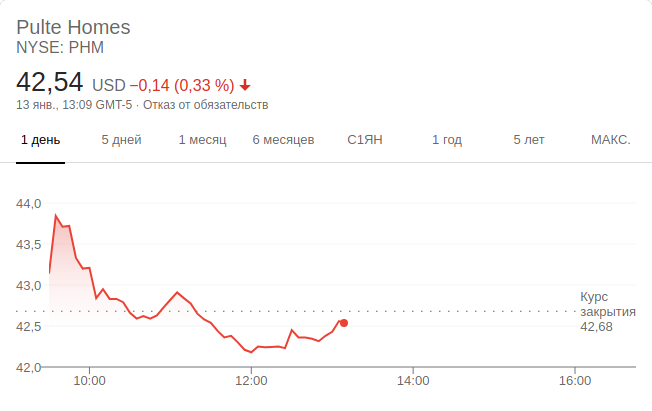 Pulte Homes
NYSE: PHM
42,54 USD −0,14 (0,33 %)
13 янв., 13:09 GMT-5 · Отказ от обязательств
1 день 5 дней 1 месяц 6 месяцев С1ЯН 1 год 5 лет МАКС.
44,0
43,5
43,0
42,5
42,0
Курс
закрытия
42,68
10:00 12:00 14:00 16:00